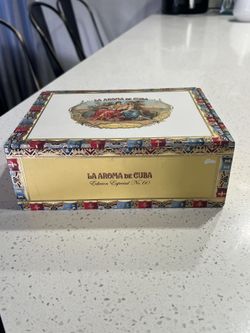 LA AROMA DE CUBA
LA AROMA DE CUBA
Edicion Especial No. 60